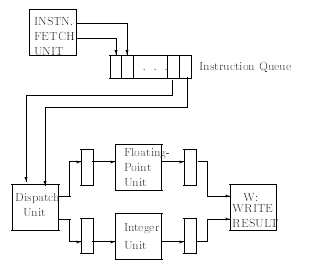 INSTN.
FETCH
UNIT
. . .
Instruction Queue
Floating-
Point
Unit
Dispatch
Unit
W:
WRITE
RESULT
Integer
Unit